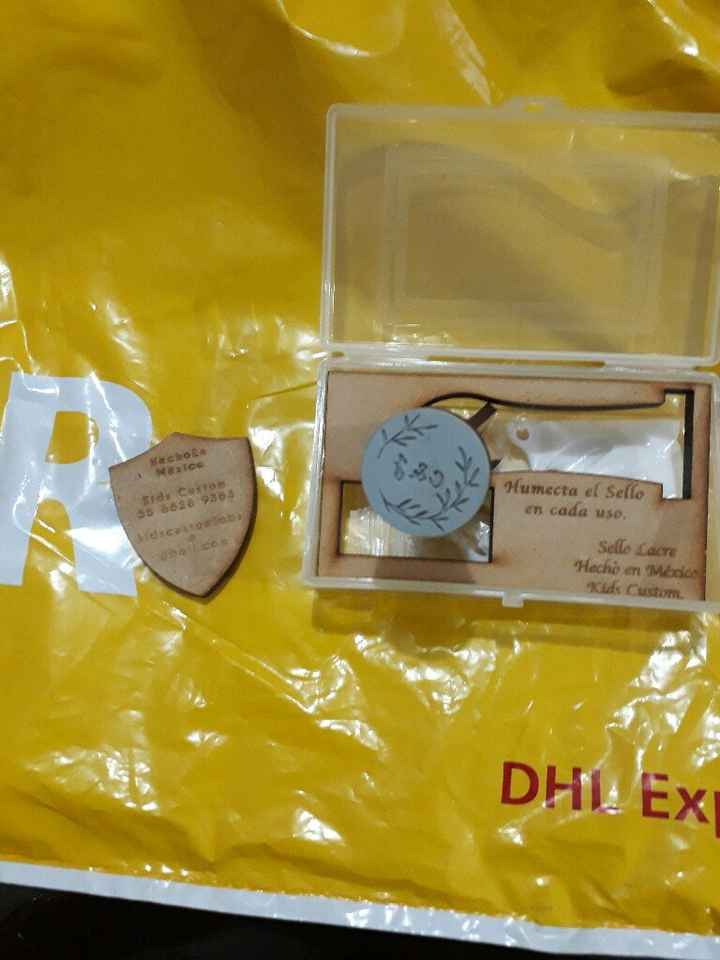 R
Hecho En
México
Kids Custom
Humecta el Sello
en cada uso.
Sello Lacre
Hecho en México
Kids Custom.
DHL Exp